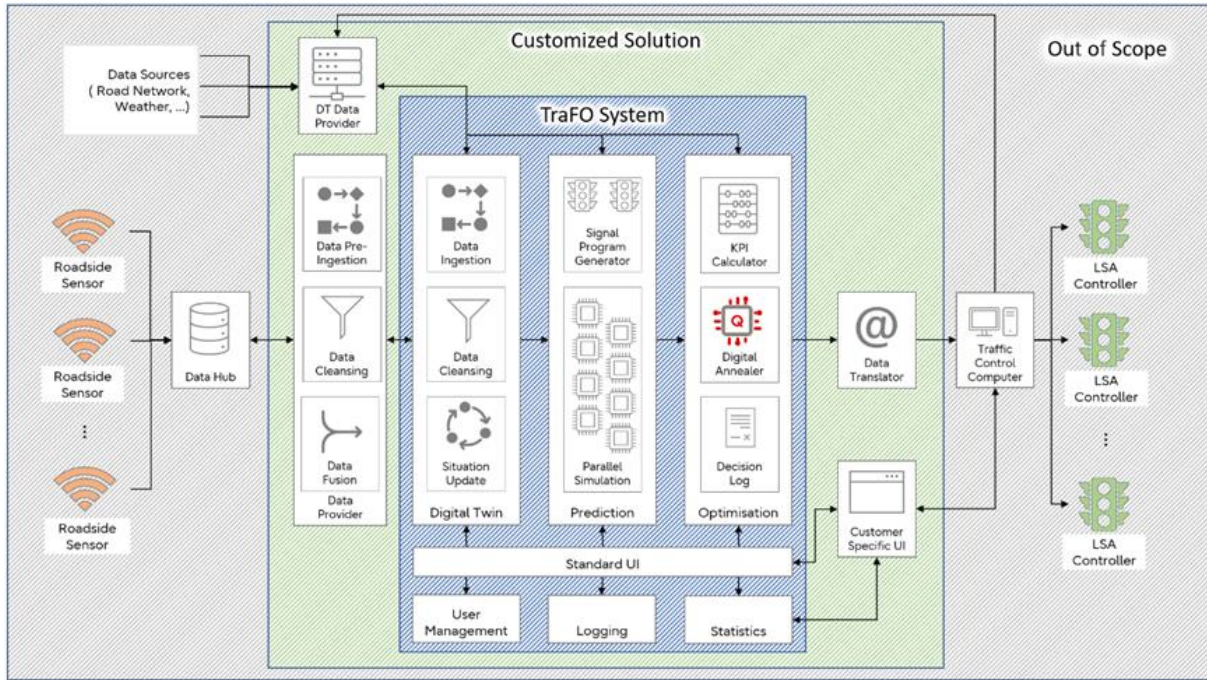 Customized Solution
Out of Scope
Data Sources
( Road Network,
Weather, ...)
DT Data
Provider
TraFO System
Roadside
Sensor
Roadside
Sensor
...
Roadside
Sensor
Data Hub
Data Pre-
Ingestion
Data
Cleansing
Data
Fusion
Data
Provider
Data
Ingestion
Data
Cleansing
Situation
Update
Digital Twin
Signal
Program
Generator
Parallel
Simulation
Prediction
KPI
Calculator
Q
Digital
Annealer
Decision
Log
Optimisation
Standard UI
User
Management
Logging
Statistics
@
Data
Translator
Customer
Specific UI
Traffic
Control
Computer
LSA
Controller
LSA
Controller
...
LSA
Controller